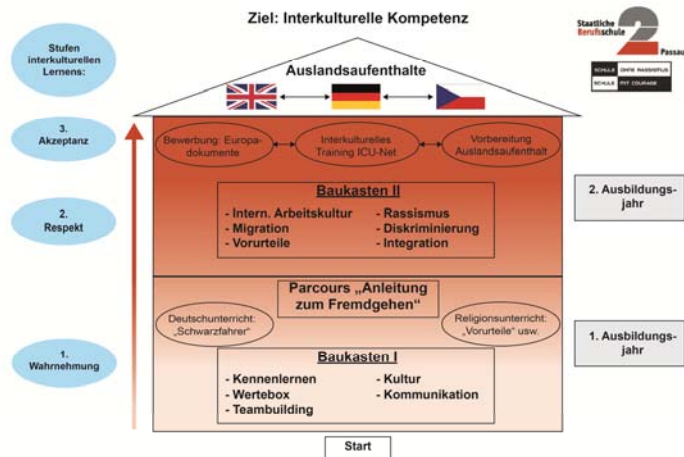 Ziel: Interkulturelle Kompetenz
Staatliche
Berufsschule
2
Passau
SCHULE OHNE RASSISMUS
SCHULE MIT COURAGE
Stufen
interkulturellen
Lernens:
Auslandsaufenthalte
3.
Akzeptanz
Bewerbung: Europa-
dokumente
Interkulturelles
Training ICU-Net
Vorbereitung
Auslandsaufenthalt
Baukasten II
- Intern. Arbeitskultur
- Migration
- Vorurteile
- Rassismus
- Diskriminierung
- Integration
2. Ausbildungs-
jahr
2.
Respekt
Parcours „Anleitung
zum Fremdgehen“
Deutschunterricht:
„Schwarzfahrer“
Religionsunterricht:
„Vorurteile“ usw.
1. Ausbildungs-
jahr
1.
Wahrnehmung
Baukasten I
- Kennenlernen
- Wertebox
- Teambuilding
- Kultur
- Kommunikation
Start